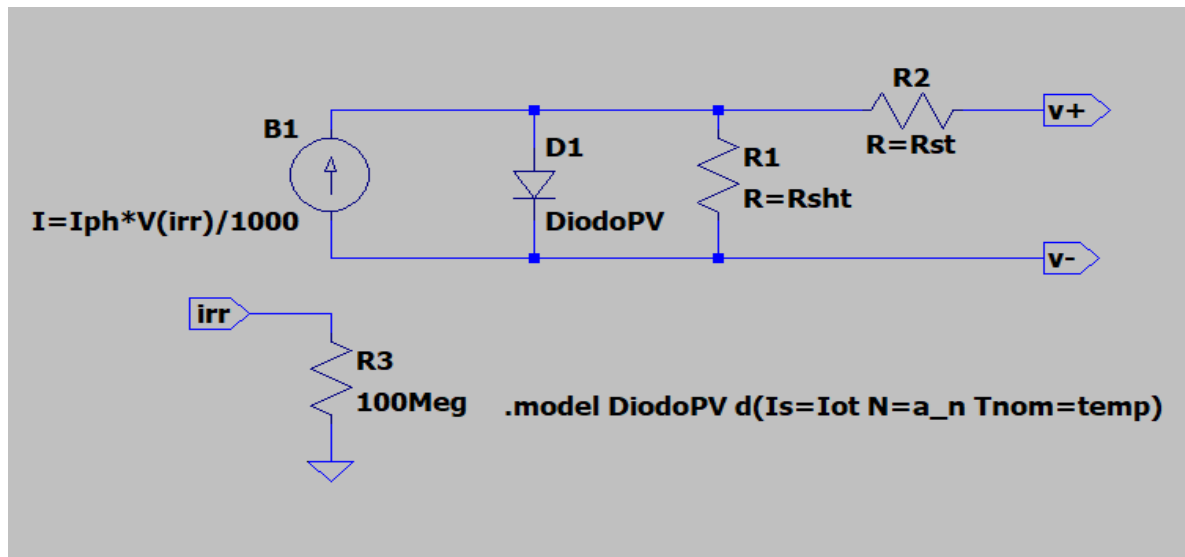 R2
v+
R=Rst
B1
D1
R1
R=Rsht
I=Iph*V(irr)/1000
DiodoPV
v-
irr
R3
100Meg
.model DiodoPV d(Is=Iot N=a_n Tnom=temp)